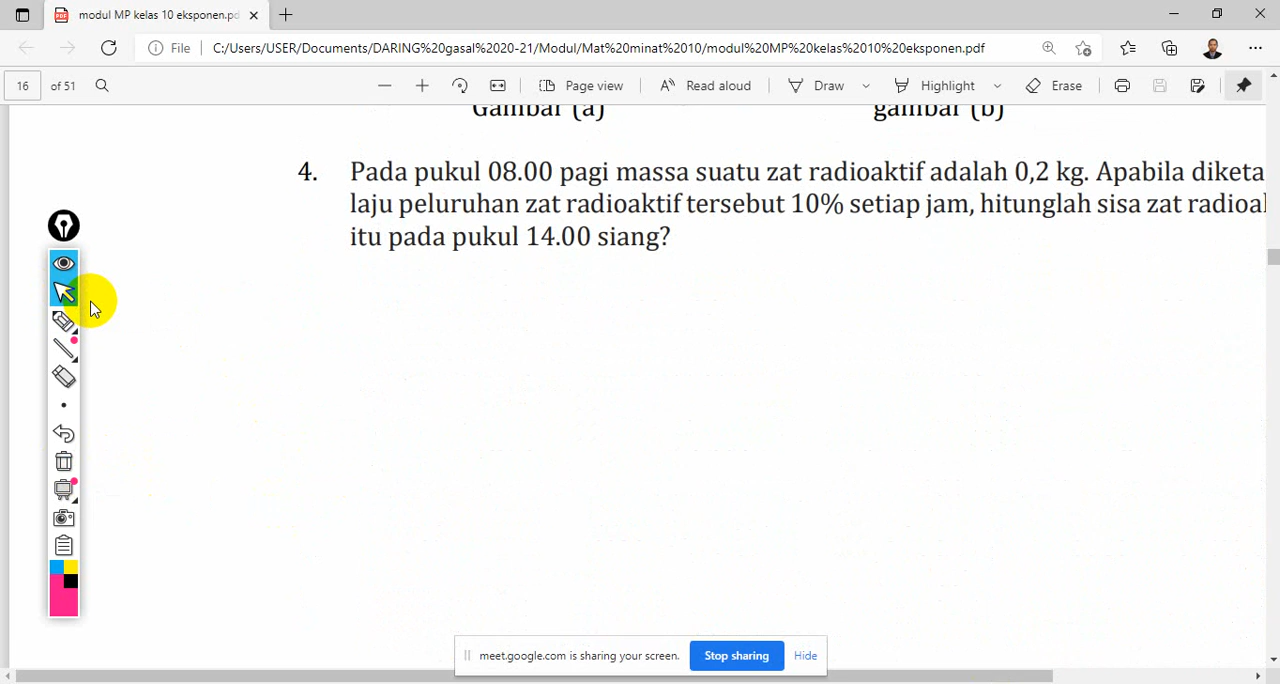 modul MP kelas 10 eksponen.pd
File C:/Users/USER/Documents/DARING%20gasal%202020-21/Modul/Mat%20minat%2010/modul%20MP%20kelas%2010%20eksponen.pdf
16 of 51 Page view Read aloud Draw Highlight Erase
Gambar (a) gambar (b)
4. Pada pukul 08.00 pagi massa suatu zat radioaktif adalah 0,2 kg. Apabila diketa
laju peluruhan zat radioaktif tersebut 10% setiap jam, hitunglah sisa zat radioa
itu pada pukul 14.00 siang?
meet.google.com is sharing your screen. Stop sharing Hide